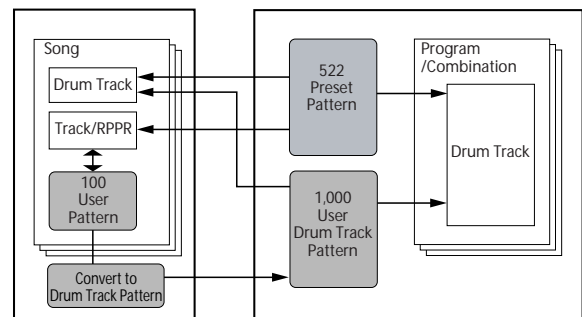 Song
Drum Track
Track/RPPR
100
User
Pattern
Convert to
Drum Track Pattern
522
Preset
Pattern
1,000
User
Drum Track
Pattern
Program
/Combination
Drum Track